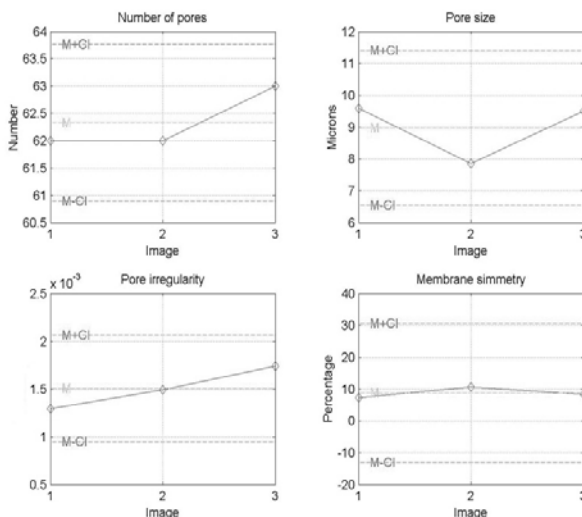 Number of pores
64
63.5
63
62.5
62
61.5
61
60.5
Number
M+CI
M
M-CI
1 2 3
Image
Pore size
12
11
10
9
8
7
6
Microns
M+CI
M
M-CI
1 2 3
Image
Pore irregularity
x 10-3
2.5
2
1.5
1
0.5
M+CI
M
M-CI
1 2 3
Image
Membrane simmetry
40
30
20
10
0
-10
-20
Percentage
M+CI
M
M-CI
1 2 3
Image